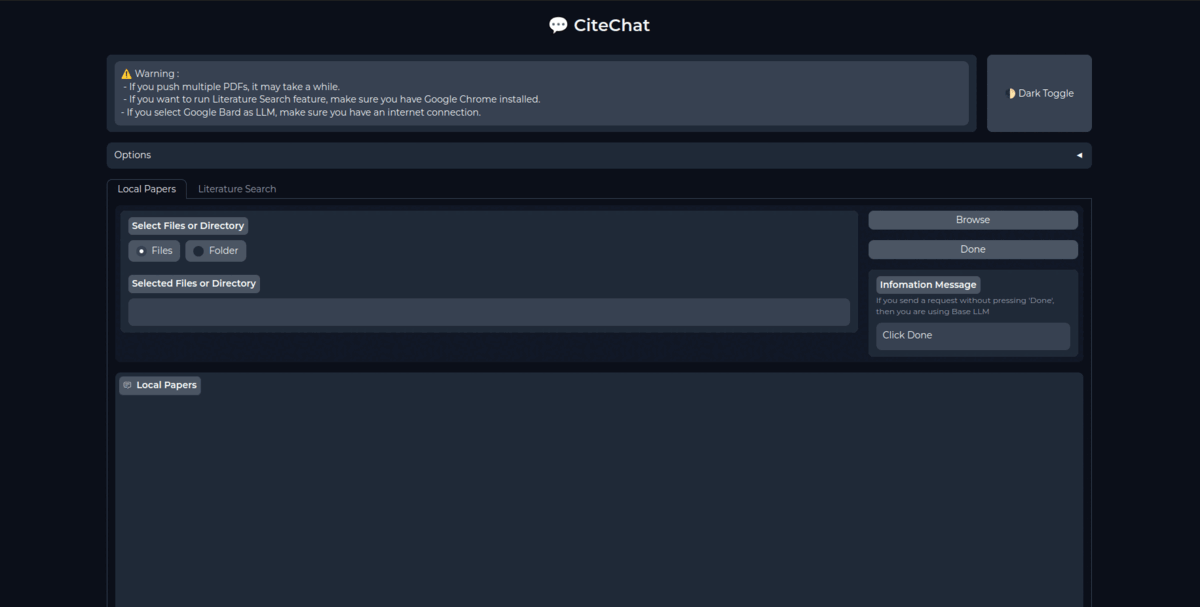 💬 CiteChat
⚠️ Warning :
- If you push multiple PDFs, it may take a while.
- If you want to run Literature Search feature, make sure you have Google Chrome installed.
- If you select Google Bard as LLM, make sure you have an internet connection.
🌓 Dark Toggle
Options
Local Papers
Literature Search
Select Files or Directory
Files
Folder
Selected Files or Directory
Browse
Done
Infomation Message
If you send a request without pressing 'Done',
then you are using Base LLM
Click Done
Local Papers